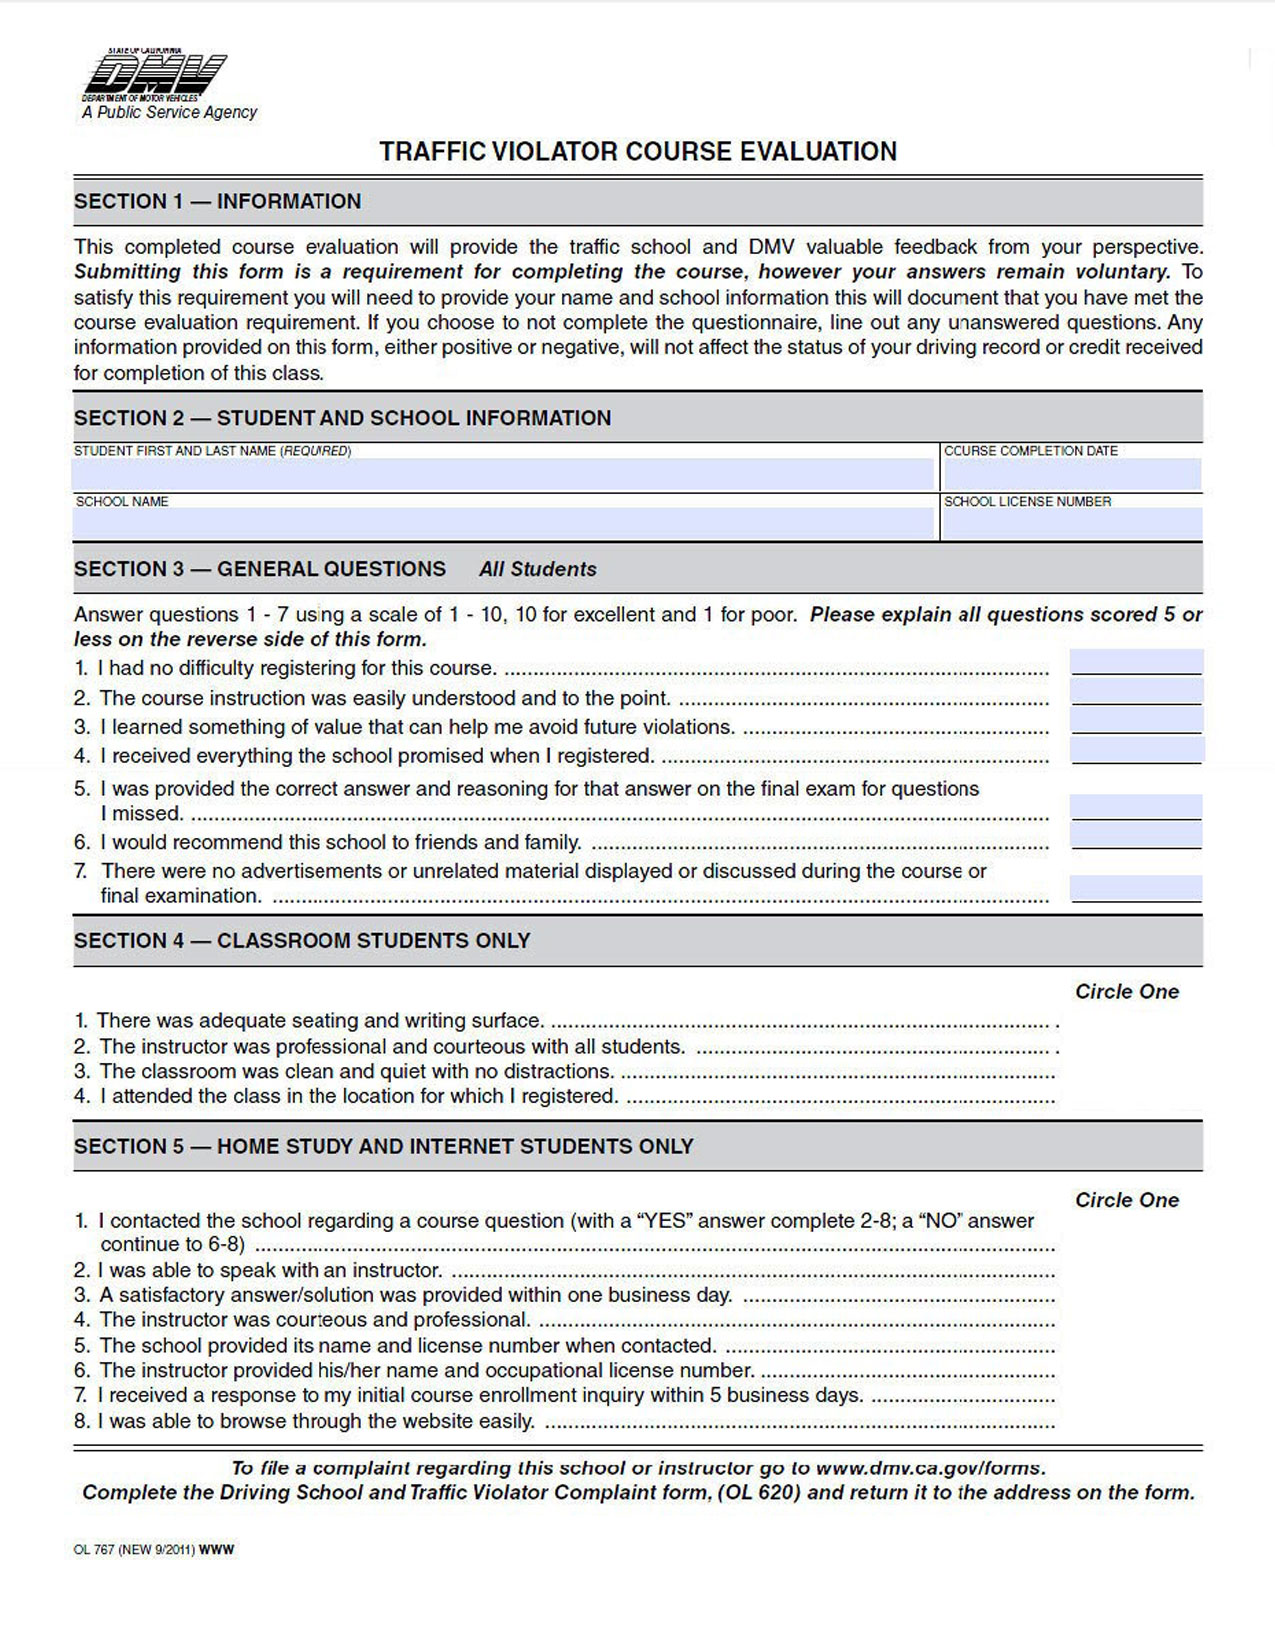 STATE OF CALIFORNIA
DMV
DEPARTMENT OF MOTOR VEHICLES
A Public Service Agency
TRAFFIC VIOLATOR COURSE EVALUATION
SECTION 1 — INFORMATION
This completed course evaluation will provide the traffic school and DMV valuable feedback from your perspective.
Submitting this form is a requirement for completing the course, however your answers remain voluntary. To
satisfy this requirement you will need to provide your name and school information this will document that you have met the
course evaluation requirement. If you choose to not complete the questionnaire, line out any unanswered questions. Any
information provided on this form, either positive or negative, will not affect the status of your driving record or credit received
for completion of this class.
SECTION 2 — STUDENT AND SCHOOL INFORMATION
STUDENT FIRST AND LAST NAME (REQUIRED) COURSE COMPLETION DATE
SCHOOL NAME SCHOOL LICENSE NUMBER
SECTION 3 — GENERAL QUESTIONS All Students
Answer questions 1 - 7 using a scale of 1 - 10, 10 for excellent and 1 for poor. Please explain all questions scored 5 or
less on the reverse side of this form.
1. I had no difficulty registering for this course.
2. The course instruction was easily understood and to the point.
3. I learned something of value that can help me avoid future violations.
4. I received everything the school promised when I registered.
5. I was provided the correct answer and reasoning for that answer on the final exam for questions
I missed.
6. I would recommend this school to friends and family.
7. There were no advertisements or unrelated material displayed or discussed during the course or
final examination.
SECTION 4 — CLASSROOM STUDENTS ONLY
Circle One
1. There was adequate seating and writing surface.
2. The instructor was professional and courteous with all students.
3. The classroom was clean and quiet with no distractions.
4. I attended the class in the location for which I registered.
SECTION 5 — HOME STUDY AND INTERNET STUDENTS ONLY
Circle One
1. I contacted the school regarding a course question (with a “YES” answer complete 2-8; a “NO” answer
continue to 6-8)
2. I was able to speak with an instructor.
3. A satisfactory answer/solution was provided within one business day.
4. The instructor was courteous and professional.
5. The school provided its name and license number when contacted.
6. The instructor provided his/her name and occupational license number.
7. I received a response to my initial course enrollment inquiry within 5 business days.
8. I was able to browse through the website easily.
To file a complaint regarding this school or instructor go to www.dmv.ca.gov/forms.
Complete the Driving School and Traffic Violator Complaint form, (OL 620) and return it to the address on the form.
OL 767 (NEW 9/2011) WWW